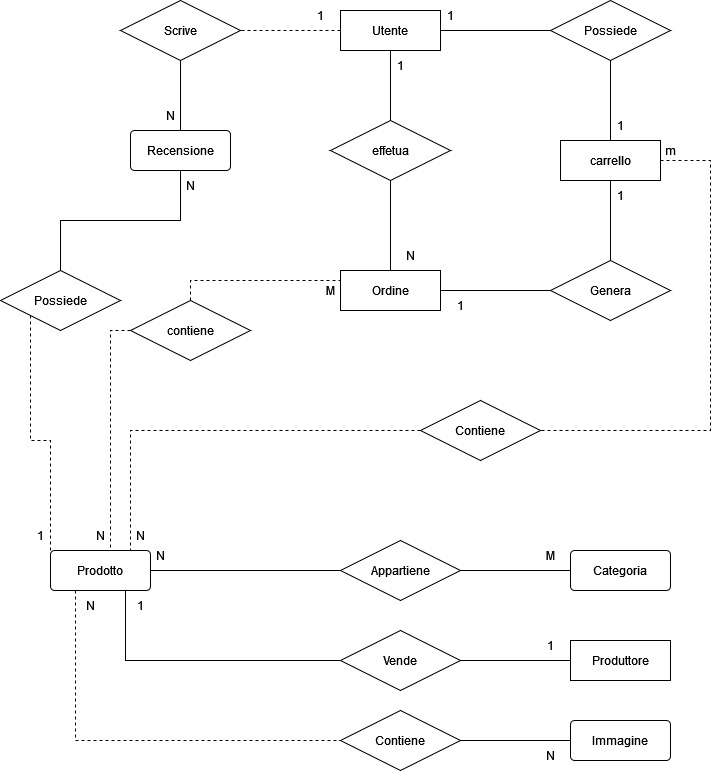 Scrive
1
Utente
1
Possiede
1
N
1
Recensione
effetua
carrello
m
N
1
N
Possiede
M
Ordine
1
Genera
contiene
Contiene
1
N
N
Prodotto
N
Appartiene
M
Categoria
N
1
Vende
1
Produttore
Contiene
N
Immagine